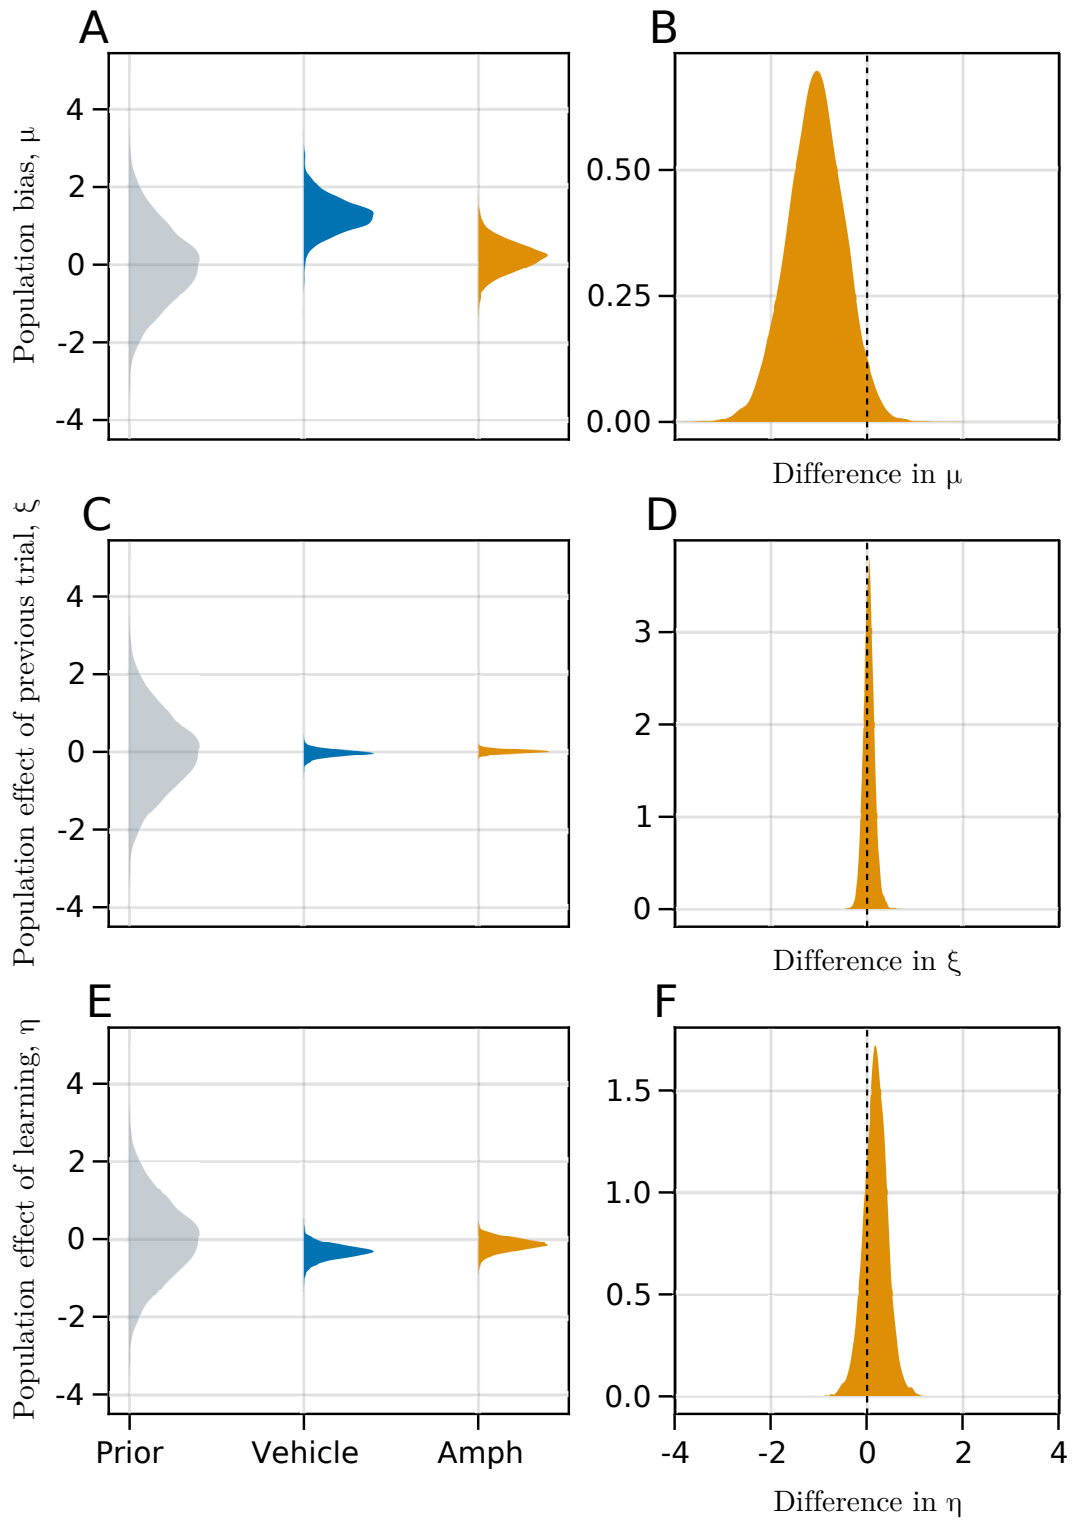 A
B
Population bias, μ
4
2
0
-2
-4
0.50
0.25
0.00
Difference in μ
C
D
Population effect of previous trial, ξ
4
2
0
-2
-4
3
2
1
0
Difference in ξ
E
F
Population effect of learning, η
4
2
0
-2
-4
Prior
Vehicle
Amph
1.5
1.0
0.5
0.0
-4
-2
0
2
4
Difference in η